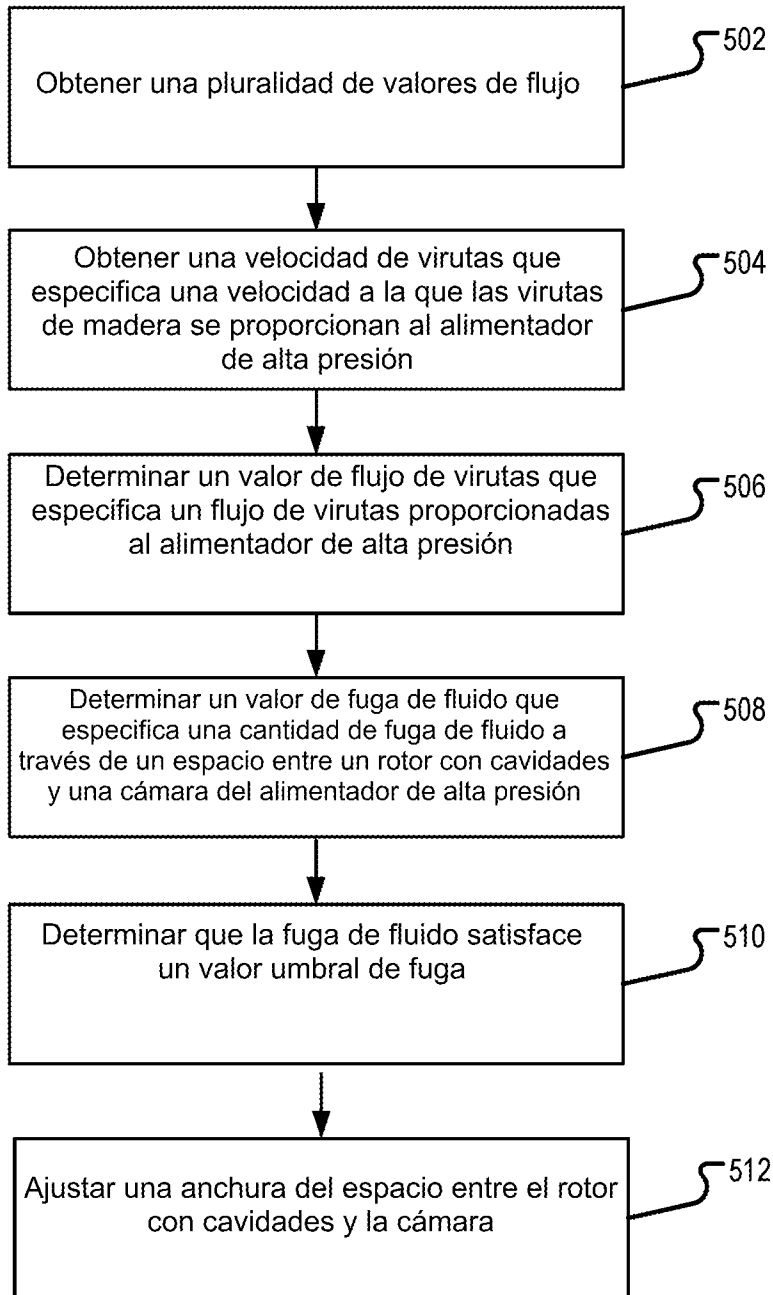 Obtener una pluralidad de valores de flujo
502
Obtener una velocidad de virutas que
especifica una velocidad a la que las virutas
de madera se proporcionan al alimentador
de alta presión
504
Determinar un valor de flujo de virutas que
específica un flujo de virutas proporcionadas
al alimentador de alta presión
506
Determinar un valor de fuga de fluido que
especifica una cantidad de fuga de fluido a
través de un espacio entre un rotor con cavidades
y una cámara del alimentador de alta presión
508
Determinar que la fuga de fluido satisface
un valor umbral de fuga
510
Ajustar una anchura del espacio entre el rotor
con cavidades y la cámara
512